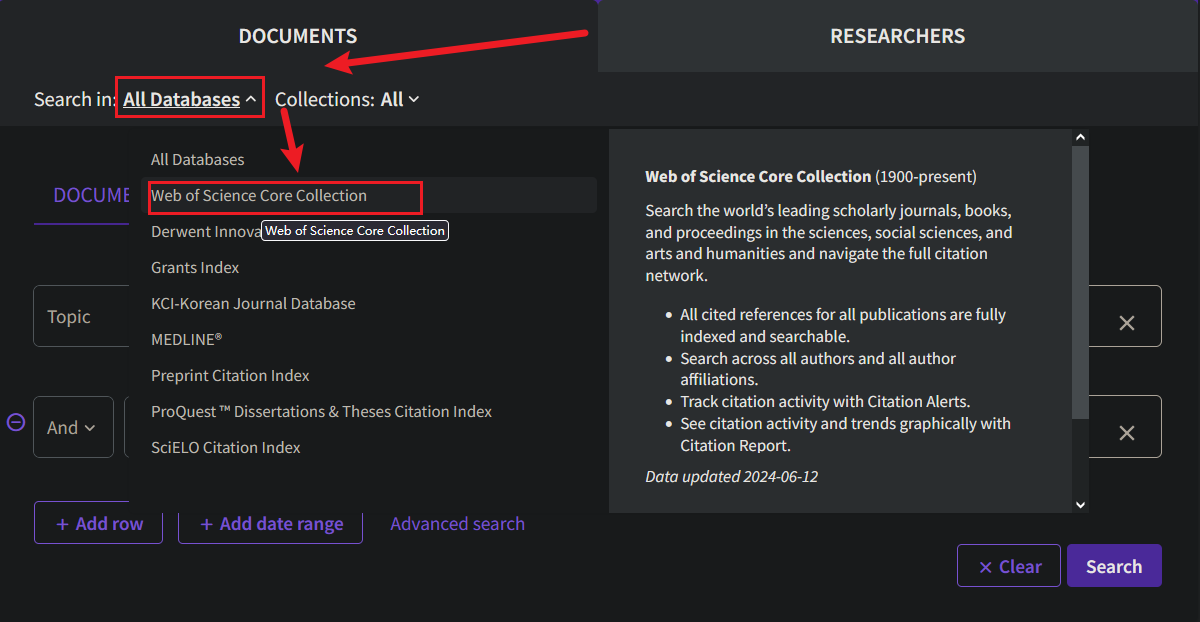 DOCUMENTS
RESEARCHERS
Search in: All Databases Collections: All
All Databases
DOCUME
Web of Science Core Collection
Derwent Innova
Web of Science Core Collection
Grants Index
KCI-Korean Journal Database
MEDLINE®
Preprint Citation Index
ProQuest ™ Dissertations & Theses Citation Index
SciELO Citation Index
Web of Science Core Collection (1900-present)
Search the world’s leading scholarly journals, books,
and proceedings in the sciences, social sciences, and
arts and humanities and navigate the full citation
network.
• All cited references for all publications are fully
indexed and searchable.
• Search across all authors and all author
affiliations.
• Track citation activity with Citation Alerts.
• See citation activity and trends graphically with
Citation Report.
Data updated 2024-06-12
Topic
And
+ Add row
+ Add date range
Advanced search
× Clear
Search